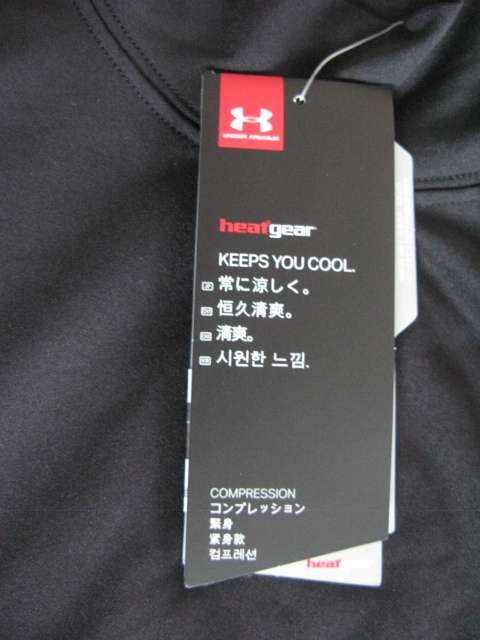 UNDER ARMOUR
heatgear
KEEPS YOU COOL.
JP 常に涼しく。
恒久清爽。
清爽。
시원한 느낌.
COMPRESSION
コンプレッション
緊身
紧身款
컴프레션
heat